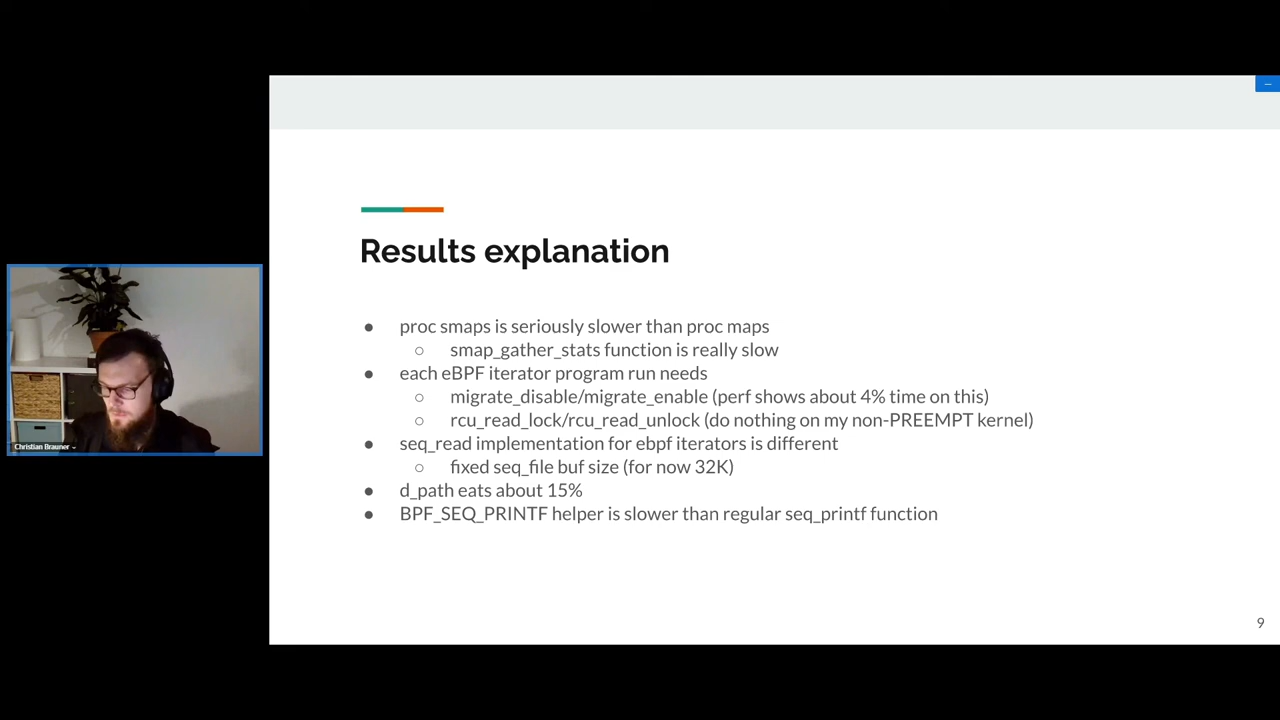 Results explanation
● proc smaps is seriously slower than proc maps
○ smap_gather_stats function is really slow
● each eBPF iterator program run needs
○ migrate_disable/migrate_enable (perf shows about 4% time on this)
○ rcu_read_lock/rcu_read_unlock (do nothing on my non-PREEMPT kernel)
● seq_read implementation for ebpf iterators is different
○ fixed seq_file buf size (for now 32K)
● d_path eats about 15%
● BPF_SEQ_PRINTF helper is slower than regular seq_printf function
Christian Brauner
9